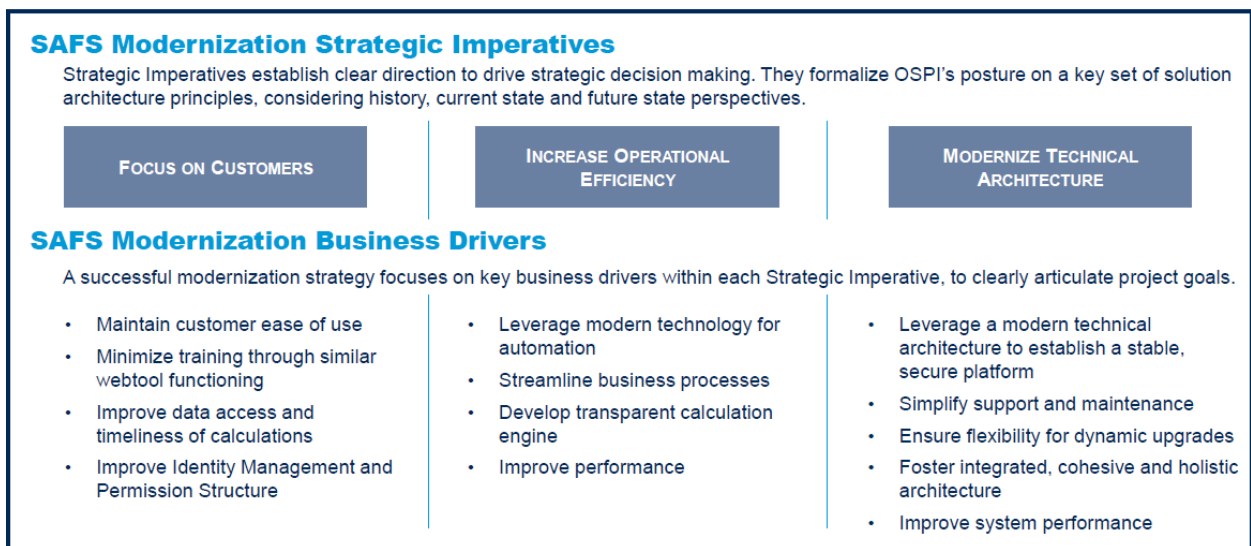 SAFS Modernization Strategic Imperatives
Strategic Imperatives establish clear direction to drive strategic decision making. They formalize OSPI's posture on a key set of solution
architecture principles, considering history, current state and future state perspectives.
FOCUS ON CUSTOMERS
INCREASE OPERATIONAL
EFFICIENCY
MODERNIZE TECHNICAL
ARCHITECTURE
SAFS Modernization Business Drivers
A successful modernization strategy focuses on key business drivers within each Strategic Imperative, to clearly articulate project goals.
• Maintain customer ease of use
• Minimize training through similar
webtool functioning
• Improve data access and
timeliness of calculations
• Improve Identity Management and
Permission Structure
• Leverage modern technology for
automation
• Streamline business processes
• Develop transparent calculation
engine
• Improve performance
• Leverage a modern technical
architecture to establish a stable,
secure platform
• Simplify support and maintenance
• Ensure flexibility for dynamic upgrades
• Foster integrated, cohesive and holistic
architecture
• Improve system performance